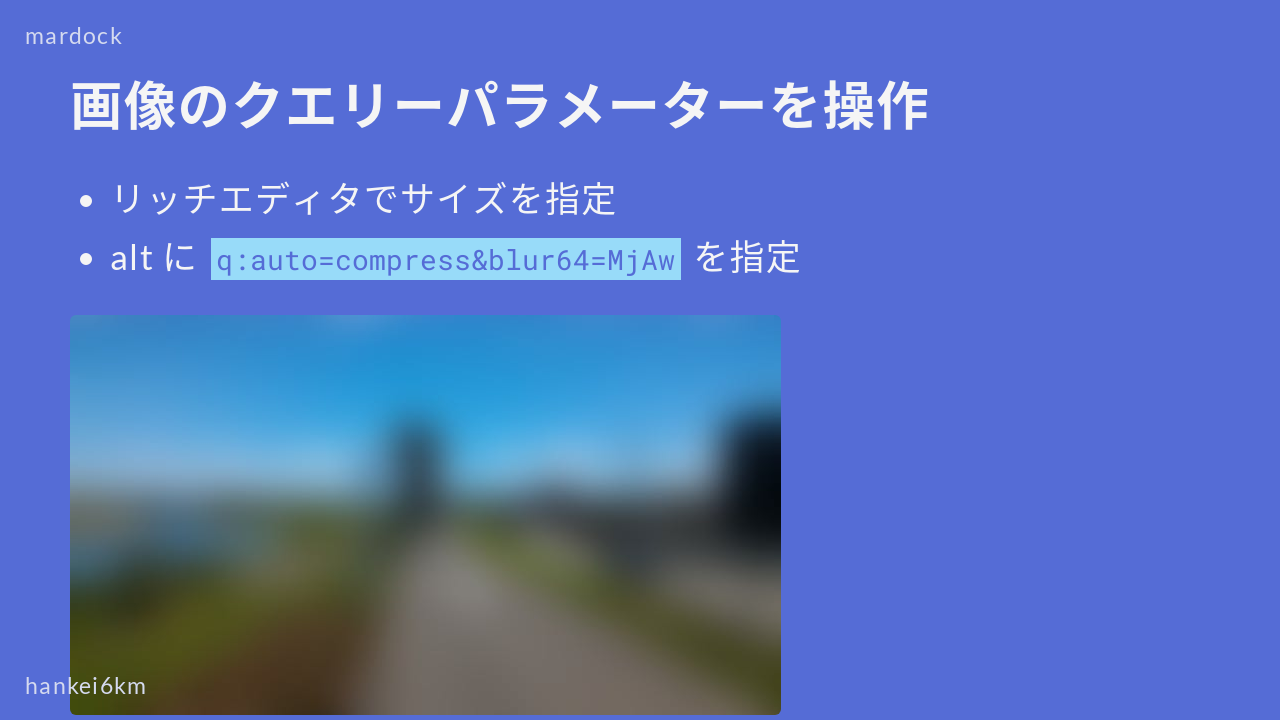 mardock
画像のクエリーパラメーターを操作
• リッチエディタでサイズを指定
• alt に q:auto=compress&blur64=MjAw を指定
hankei6km